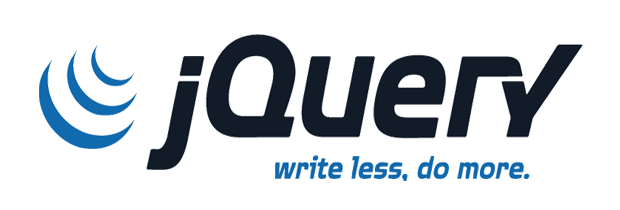 jQuery
write less, do more.